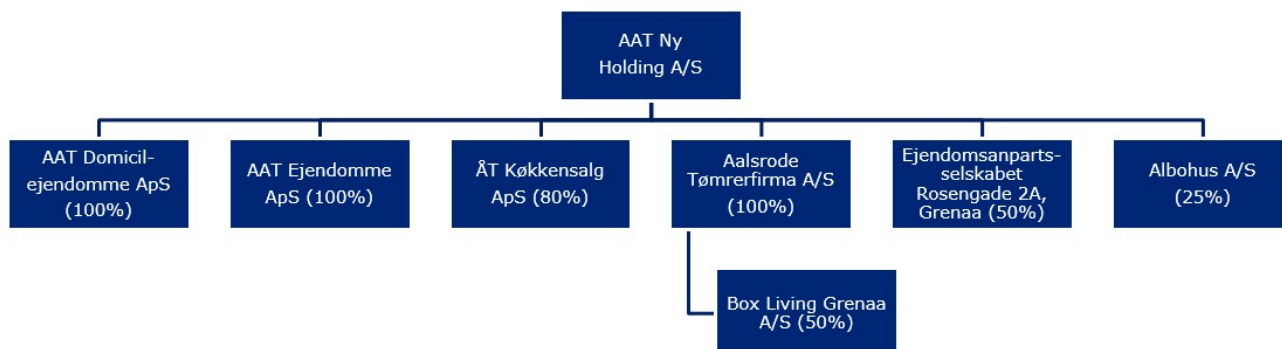 AAT Ny
Holding A/S
AAT Domicil-
ejendomme ApS
(100%)
AAT Ejendomme
ApS (100%)
ÅT Køkkensalg
ApS (80%)
Aalsrode
Tømrerfirma A/S
(100%)
Ejendomsanparts-
selskabet
Rosengade 2A,
Grenaa (50%)
Albohus A/S
(25%)
Box Living Grenaa
A/S (50%)